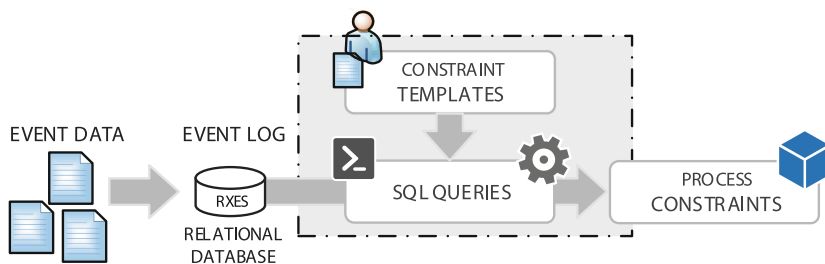 EVENT DATA
EVENT LOG
RXES
RELATIONAL
DATABASE
CONSTRAINT
TEMPLATES
>_
SQL QUERIES
PROCESS
CONSTRAINTS